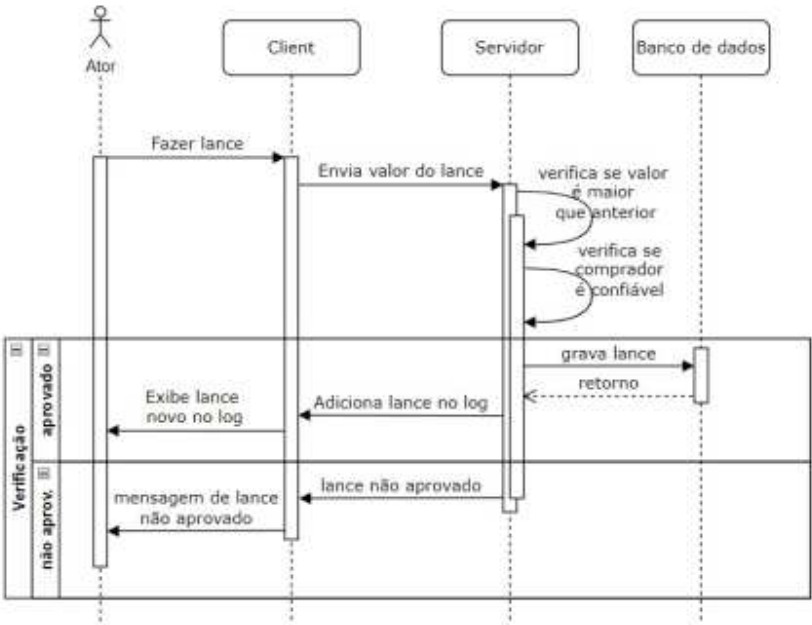 Ator
Client
Servidor
Banco de dados
Fazer lance
Envia valor do lance
verifica se valor
é maior
que anterior
verifica se
comprador
é confiável
Verificação
aprovado
grava lance
retorno
Adiciona lance no log
Exibe lance
novo no log
não aprov.
lance não aprovado
mensagem de lance
não aprovado